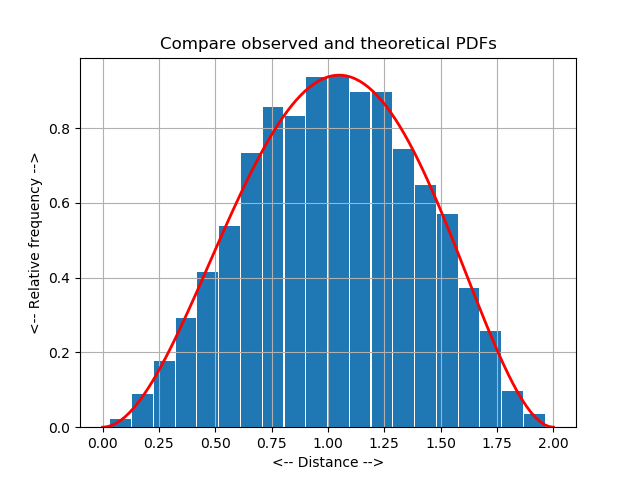 Compare observed and theoretical PDFs
<-- Relative frequency -->
0.8
0.6
0.4
0.2
0.0
0.00 0.25 0.50 0.75 1.00 1.25 1.50 1.75 2.00
<-- Distance -->